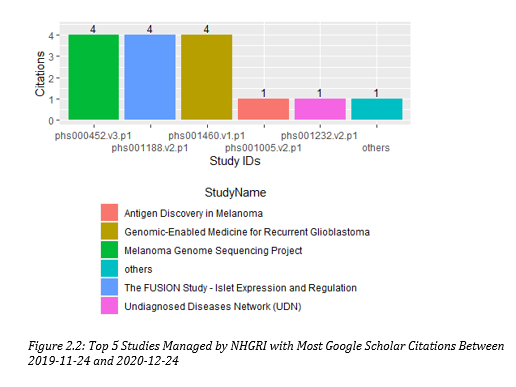 4 4 4 1 1 1
4
3
2
1
0
Citations
phs000452.v3.p1 phs001460.v1.p1 phs001232.v2.p1
phs001188.v2.p1 phs001005.v2.p1 others
Study IDs
StudyName
Antigen Discovery in Melanoma
Genomic-Enabled Medicine for Recurrent Glioblastoma
Melanoma Genome Sequencing Project
others
The FUSION Study - Islet Expression and Regulation
Undiagnosed Diseases Network (UDN)
Figure 2.2: Top 5 Studies Managed by NHGRI with Most Google Scholar Citations Between
2019-11-24 and 2020-12-24